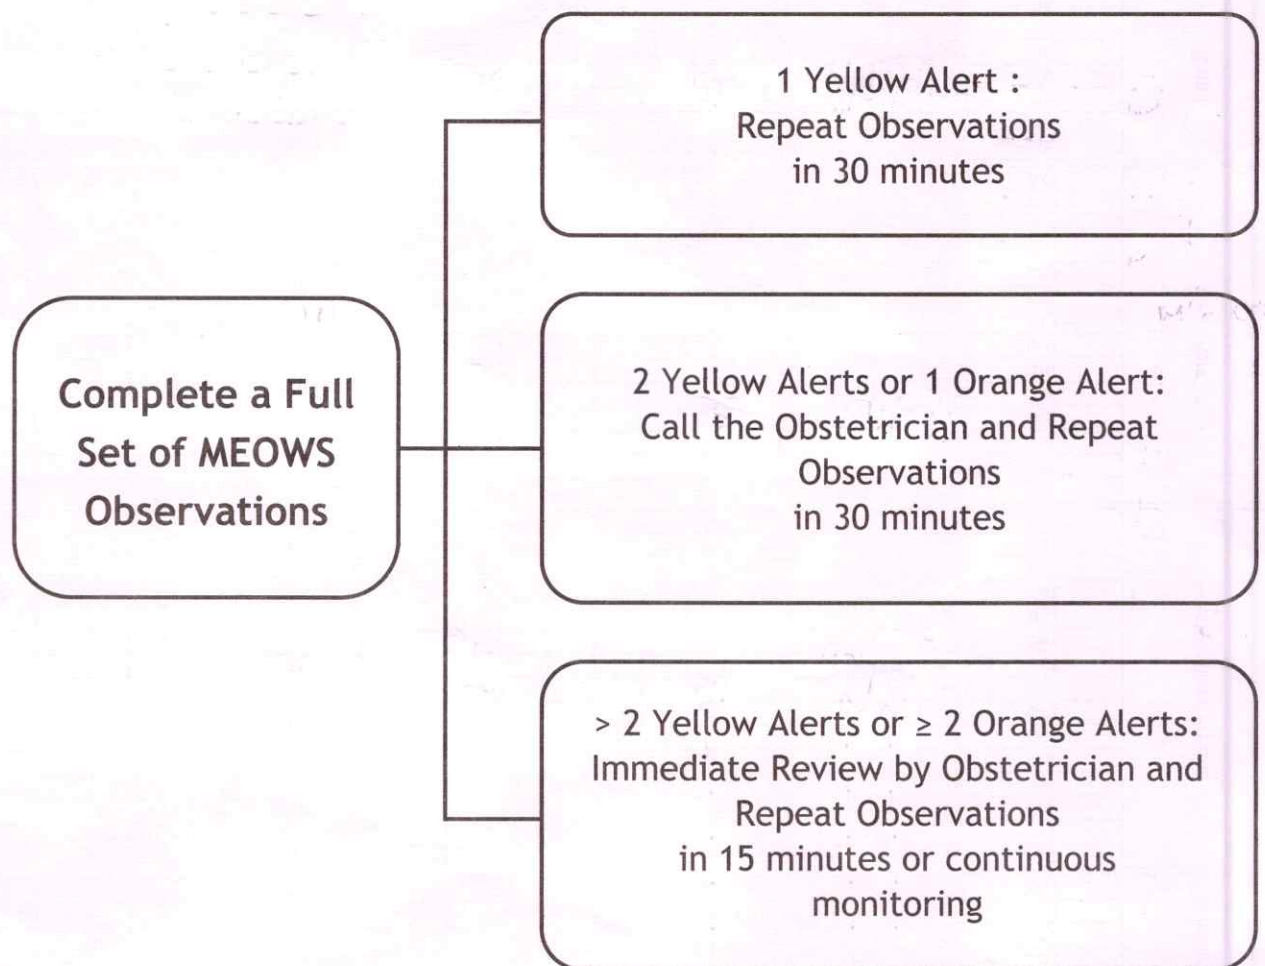 Complete a Full
Set of MEOWS
Observations
1 Yellow Alert :
Repeat Observations
in 30 minutes
2 Yellow Alerts or 1 Orange Alert:
Call the Obstetrician and Repeat
Observations
in 30 minutes
> 2 Yellow Alerts or ≥ 2 Orange Alerts:
Immediate Review by Obstetrician and
Repeat Observations
in 15 minutes or continuous
monitoring